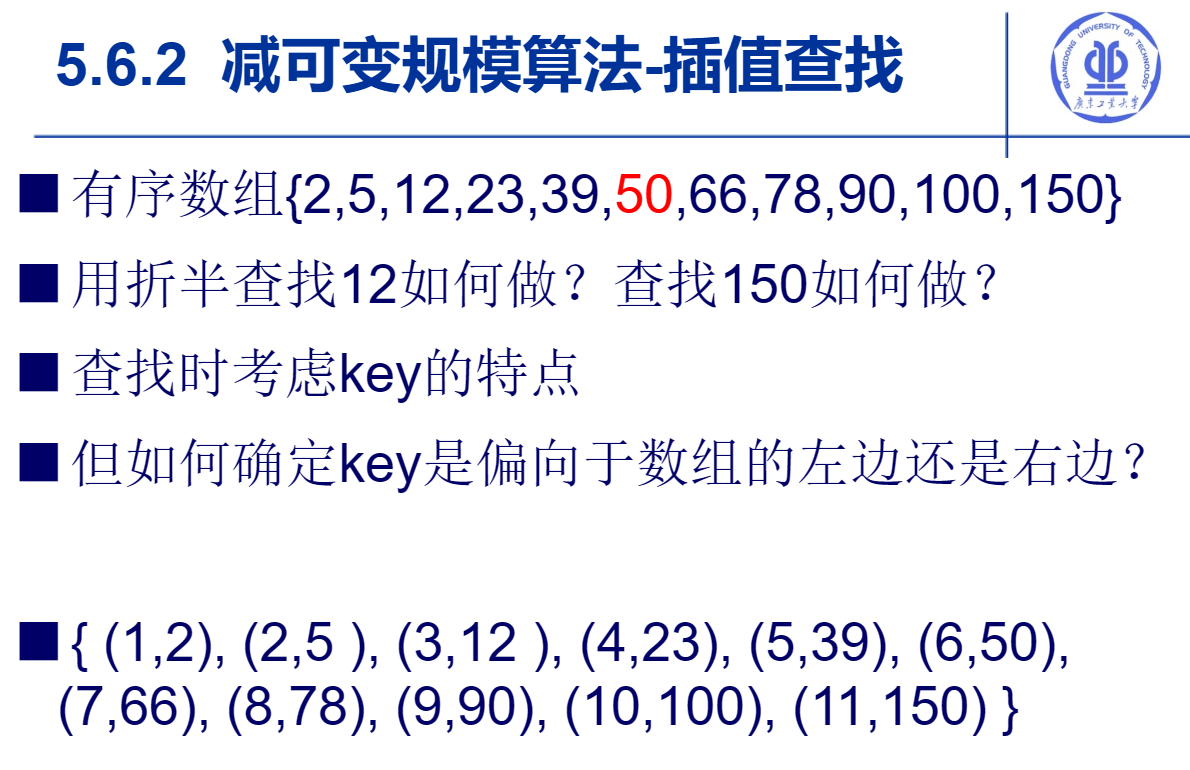 5.6.2 减可变规模算法-插值查找
GUANGDONG UNIVERSITY OF TECHNOLOGY
广东工业大学
有序数组{2,5,12,23,39,50,66,78,90,100,150}
用折半查找12如何做？查找150如何做？
查找时考虑key的特点
但如何确定key是偏向于数组的左边还是右边？
{ (1,2), (2,5 ), (3,12 ), (4,23), (5,39), (6,50),
(7,66), (8,78), (9,90), (10,100), (11,150) }